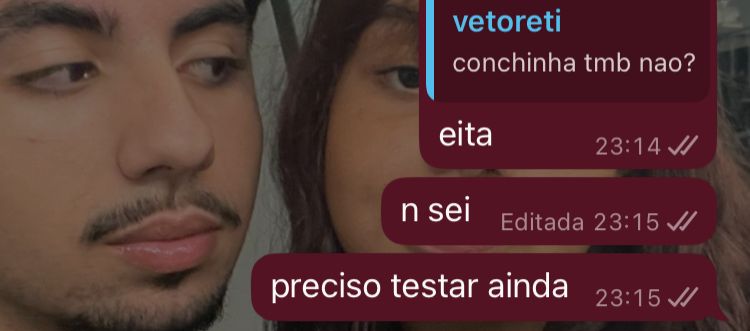 vetoreti
conchinha tmb nao?
eita
23:14
n sei
Editada 23:15
preciso testar ainda
23:15